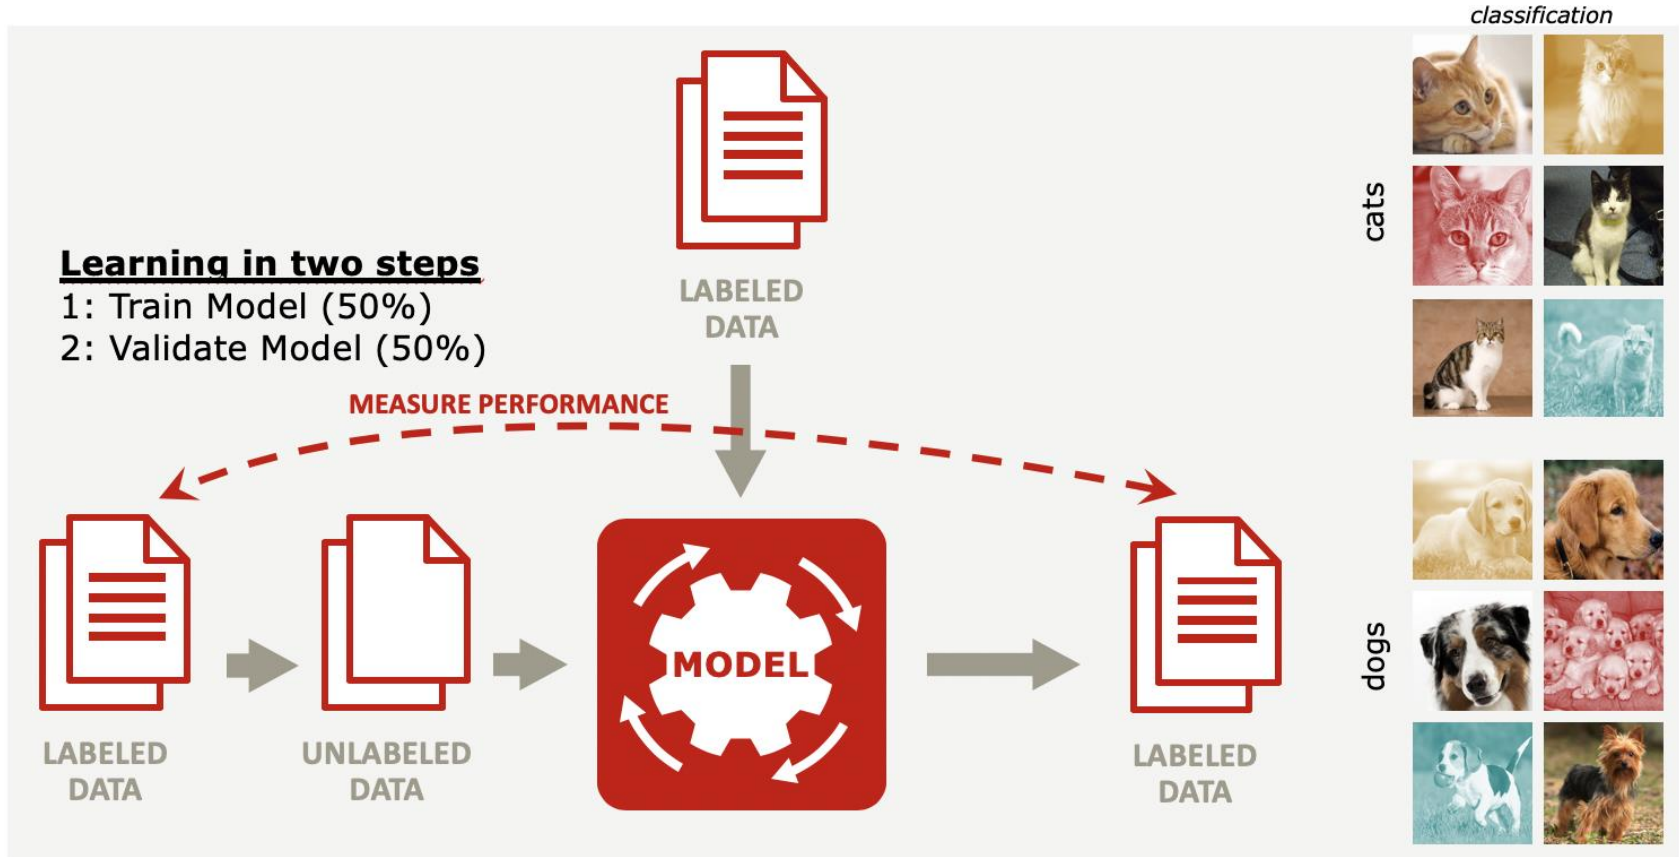 classification
cats
dogs
Learning in two steps
1: Train Model (50%)
2: Validate Model (50%)
LABELED
DATA
MEASURE PERFORMANCE
LABELED
DATA
UNLABELED
DATA
MODEL
LABELED
DATA